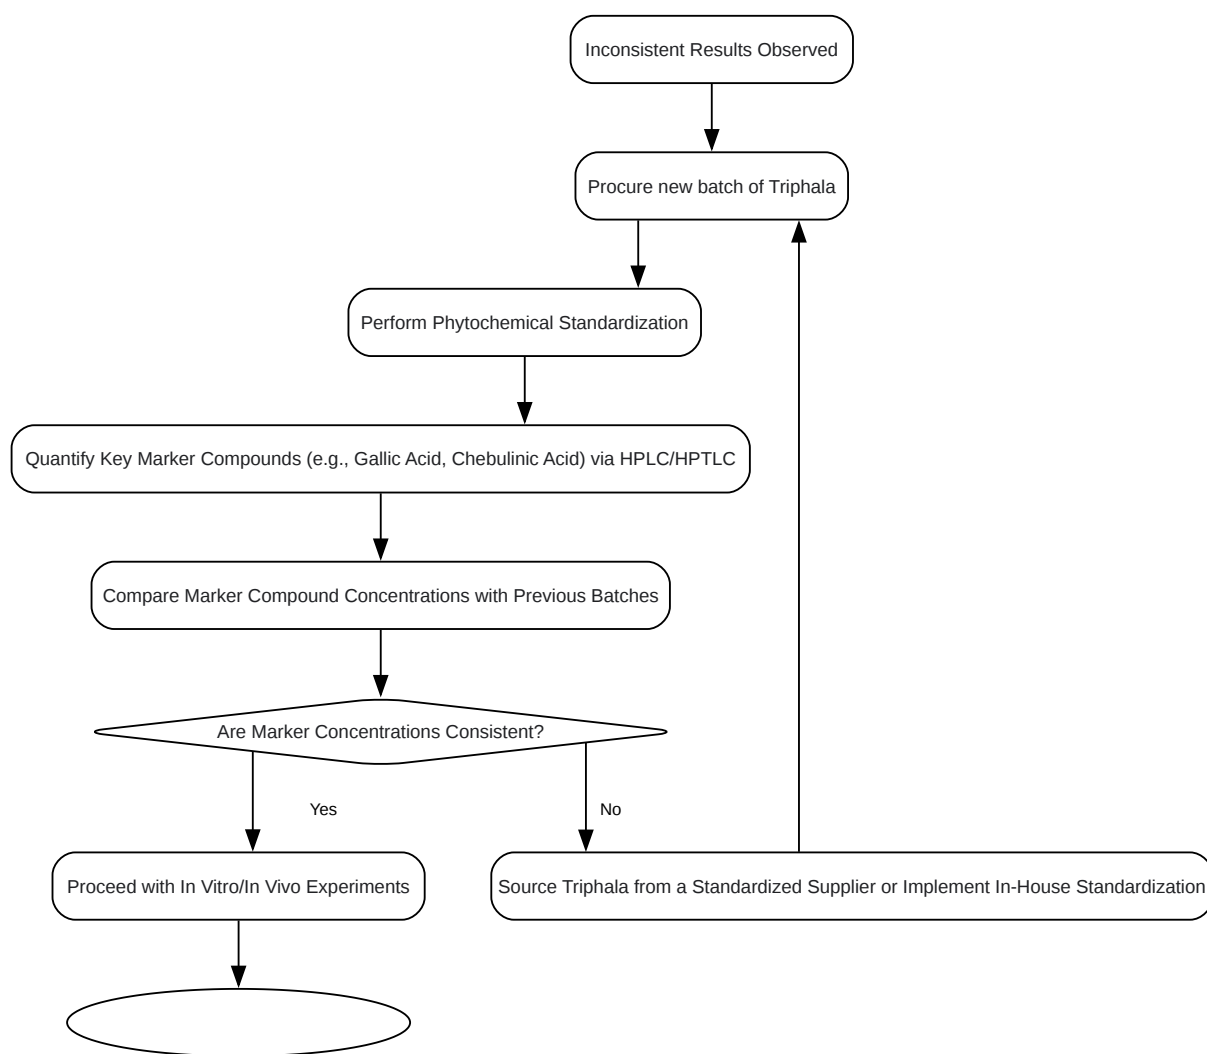 Inconsistent Results Observed
Procure new batch of Triphala
Perform Phytochemical Standardization
Quantify Key Marker Compounds (e.g., Gallic Acid, Chebulinic Acid) via HPLC/HPTLC
Compare Marker Compound Concentrations with Previous Batches
Are Marker Concentrations Consistent?
Yes
No
Proceed with In Vitro/In Vivo Experiments
Source Triphala from a Standardized Supplier or Implement In-House Standardization